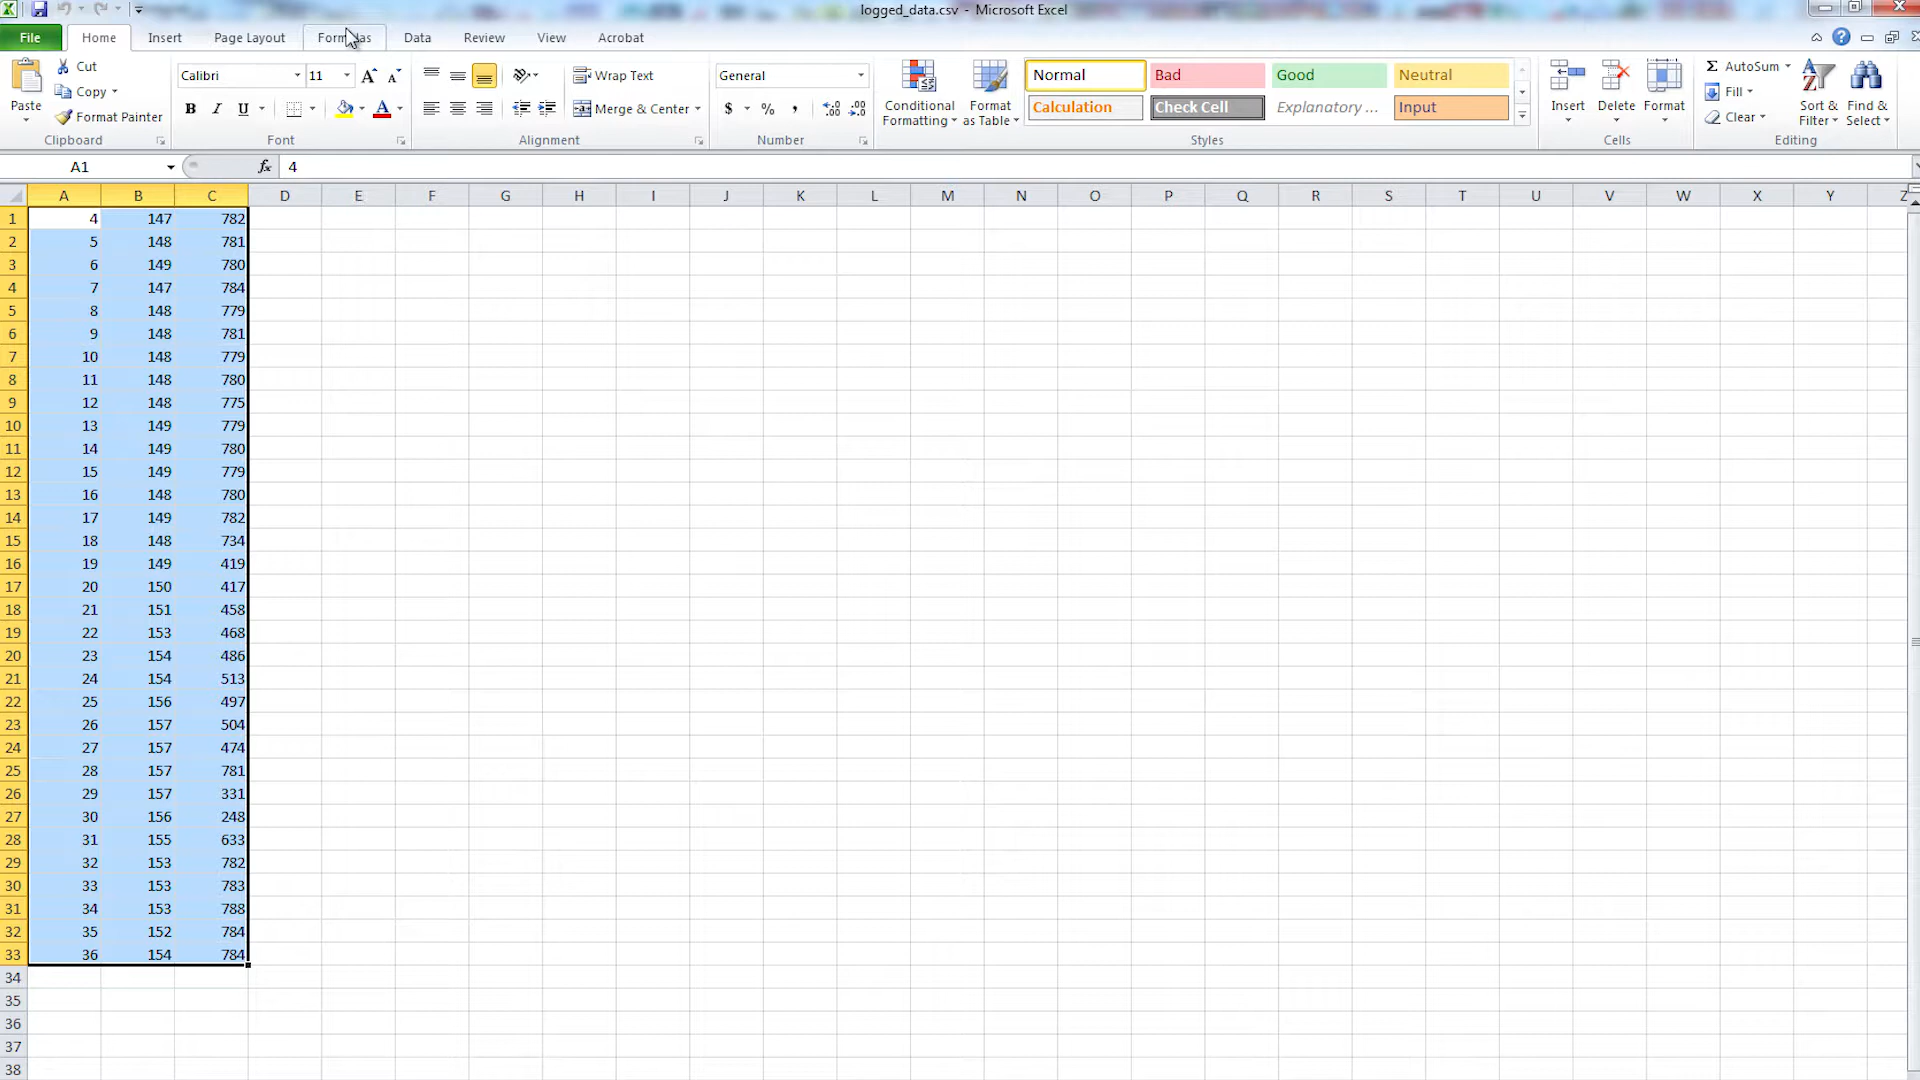 logged_data.csv - Microsoft Excel
File Home Insert Page Layout Formulas Data Review View Acrobat
Paste Cut Copy Format Painter
Calibri 11
B I U A
Wrap Text
Merge & Center
General
$ % ,
Conditional Formatting Format as Table
Normal Bad Good Neutral
Calculation Check Cell Explanatory ... Input
Insert Delete Format
Σ AutoSum Fill Clear
Sort & Filter Find & Select
Clipboard Font Alignment Number Styles Cells Editing
A1 fx 4
A B C D E F G H I J K L M N O P Q R S T U V W X Y Z
1 4 147 782
2 5 148 781
3 6 149 780
4 7 147 784
5 8 148 779
6 9 148 781
7 10 148 779
8 11 148 780
9 12 148 775
10 13 149 779
11 14 149 780
12 15 149 779
13 16 148 780
14 17 149 782
15 18 148 734
16 19 149 419
17 20 150 417
18 21 151 458
19 22 153 468
20 23 154 486
21 24 154 513
22 25 156 497
23 26 157 504
24 27 157 474
25 28 157 781
26 29 157 331
27 30 156 248
28 31 155 633
29 32 153 782
30 33 153 783
31 34 153 788
32 35 152 784
33 36 154 784
34
35
36
37
38